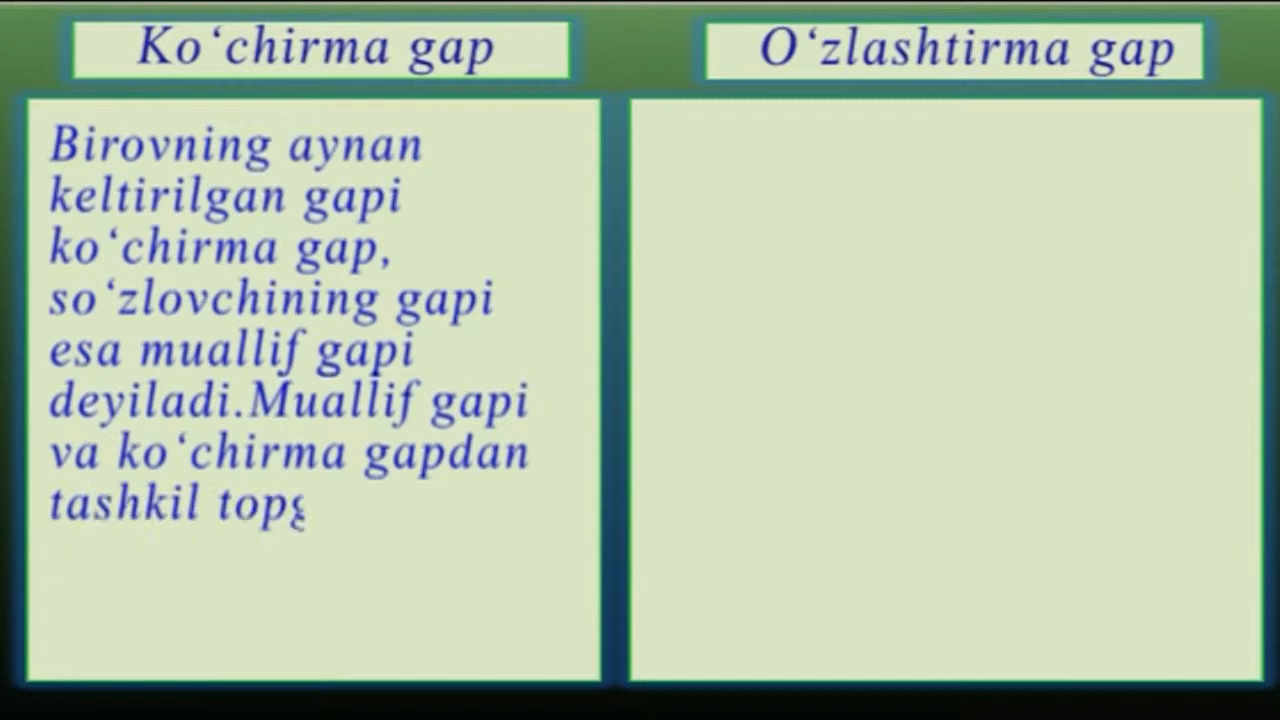 Ko‘chirma gap
O‘zlashtirma gap
Birovning aynan
keltirilgan gapi
ko‘chirma gap,
so‘zlovchining gapi
esa muallif gapi
deyiladi.Muallif gapi
va ko‘chirma gapdan
tashkil